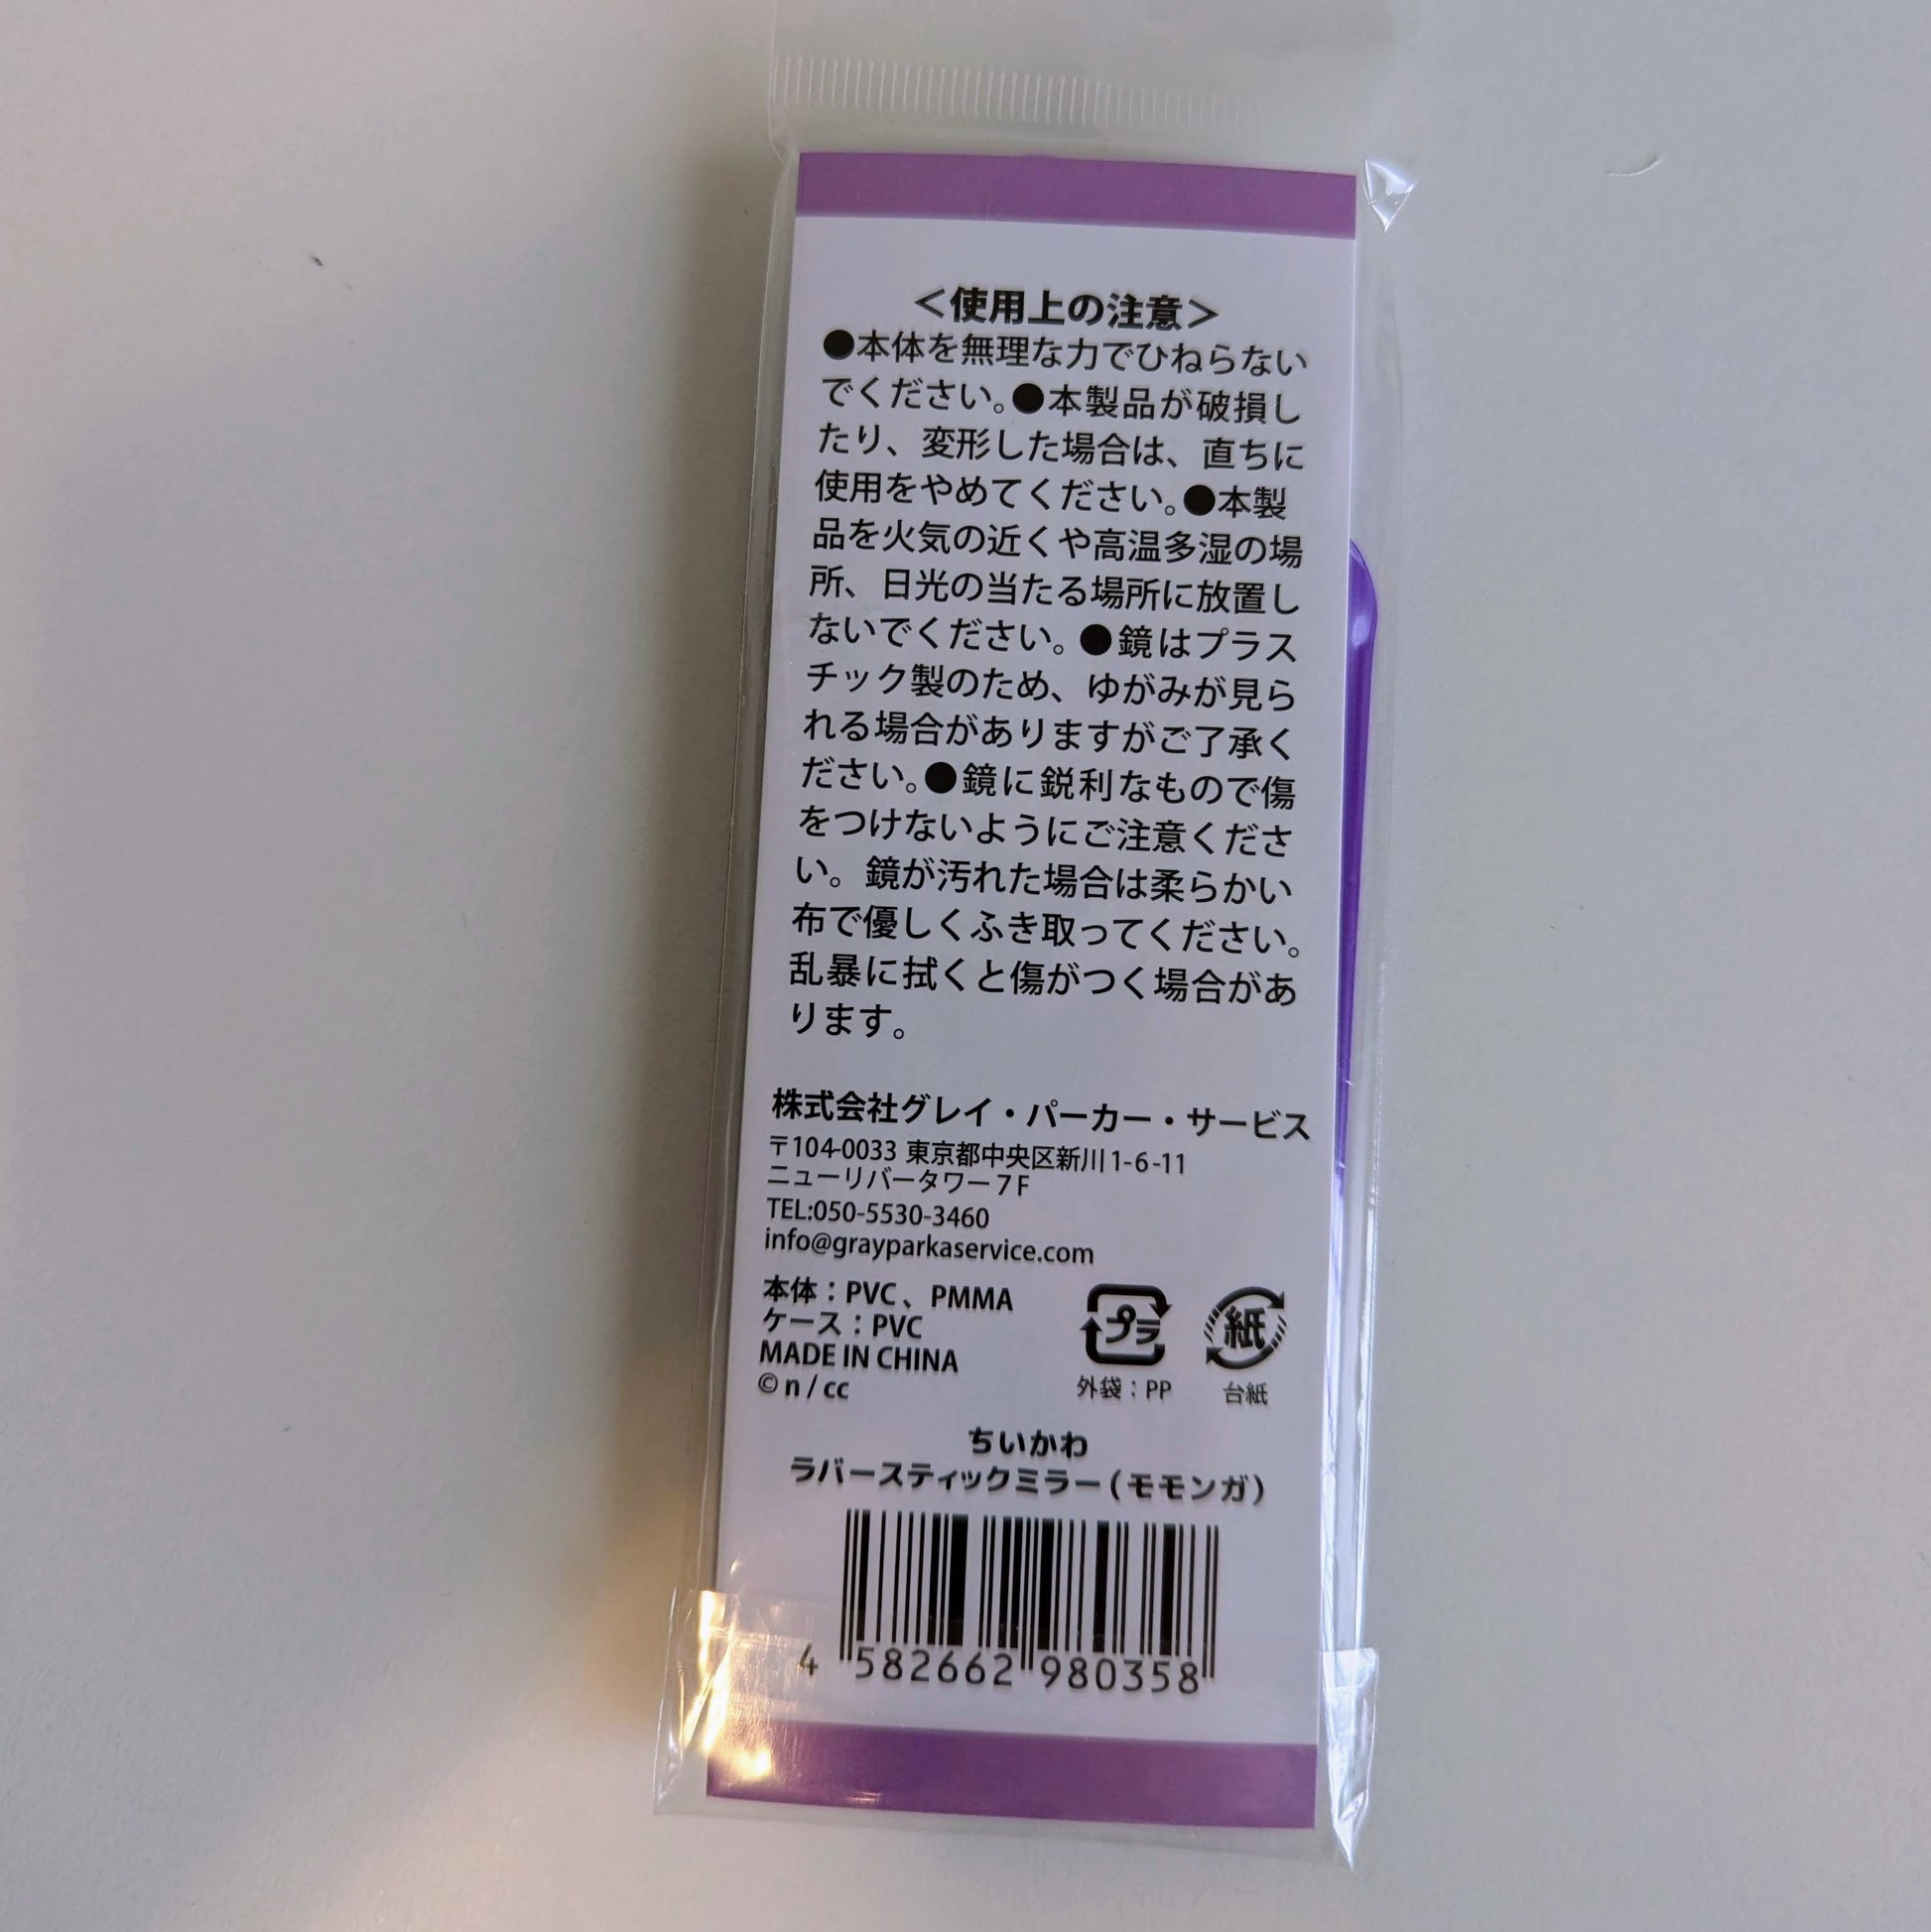 ＜使用上の注意＞
●本体を無理な力でひねらない
でください。●本製品が破損し
たり、変形した場合は、直ちに
使用をやめてください。●本製
品を火気の近くや高温多湿の場
所、日光の当たる場所に放置し
ないでください。●鏡はプラス
チック製のため、ゆがみが見ら
れる場合がありますがご了承く
ださい。●鏡に鋭利なもので傷
をつけないようにご注意くださ
い。鏡が汚れた場合は柔らかい
布で優しくふき取ってください。
乱暴に拭くと傷がつく場合があ
ります。
株式会社グレイ・パーカー・サービス
〒104-0033 東京都中央区新川1-6-11
ニューリバータワー7F
TEL:050-5530-3460
info@grayparkaservice.com
本体：PVC、PMMA
ケース：PVC
MADE IN CHINA
© n / cc
プラ
外袋：PP
紙
台紙
ちいかわ
ラバースティックミラー(モモンガ)
4 582662 980358